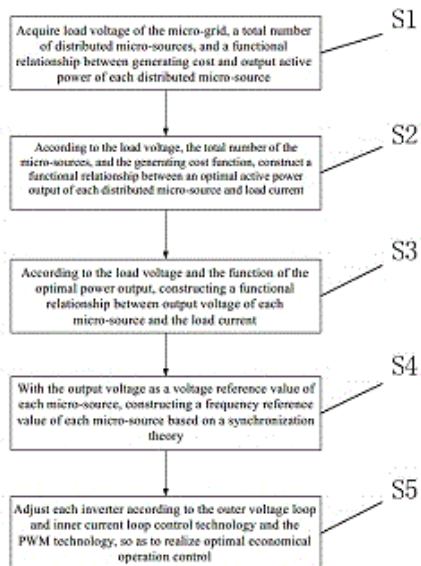 S1
Acquire load voltage of the micro-grid, a total number
of distributed micro-sources, and a functional
relationship between generating cost and output active
power of each distributed micro-source
S2
According to the load voltage, the total number of the
micro-sources, and the generating cost function, construct a
functional relationship between an optimal active power
output of each distributed micro-source and load current
S3
According to the load voltage and the function of the
optimal power output, constructing a functional
relationship between output voltage of each
micro-source and the load current
S4
With the output voltage as a voltage reference value of
each micro-source, constructing a frequency reference
value of each micro-source based on a synchronization
theory
S5
Adjust each inverter according to the outer voltage loop
and inner current loop control technology and the
PWM technology, so as to realize optimal economical
operation control